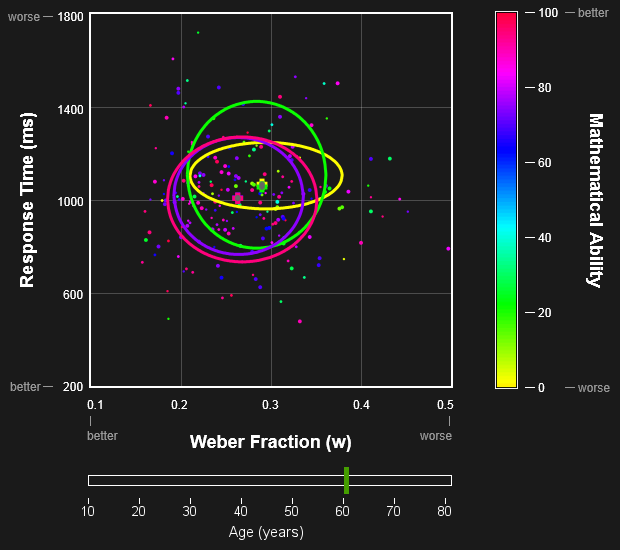 worse
1800
1400
1000
600
200
better
Response Time (ms)
0.1 0.2 0.3 0.4 0.5
better
worse
Weber Fraction (w)
100
80
60
40
20
0
better
worse
Mathematical Ability
10 20 30 40 50 60 70 80
Age (years)